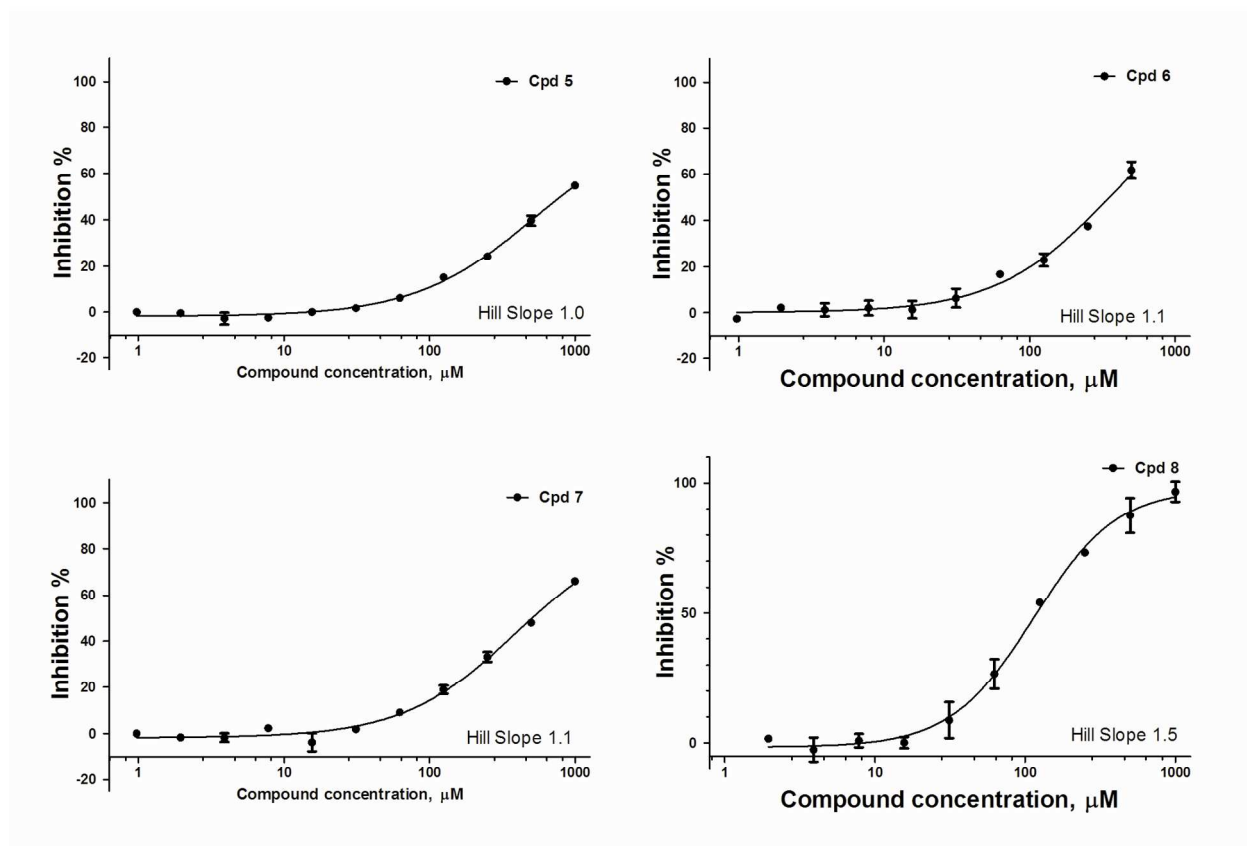 Cpd 5
100
80
60
40
20
0
-20
Inhibition %
Hill Slope 1.0
1 10 100 1000
Compound concentration, μM
Cpd 6
100
80
60
40
20
0
-20
Inhibition %
Hill Slope 1.1
1 10 100 1000
Compound concentration, μM
Cpd 7
100
80
60
40
20
0
-20
Inhibition %
Hill Slope 1.1
1 10 100 1000
Compound concentration, μM
Cpd 8
100
50
0
Inhibition %
Hill Slope 1.5
1 10 100 1000
Compound concentration, μM